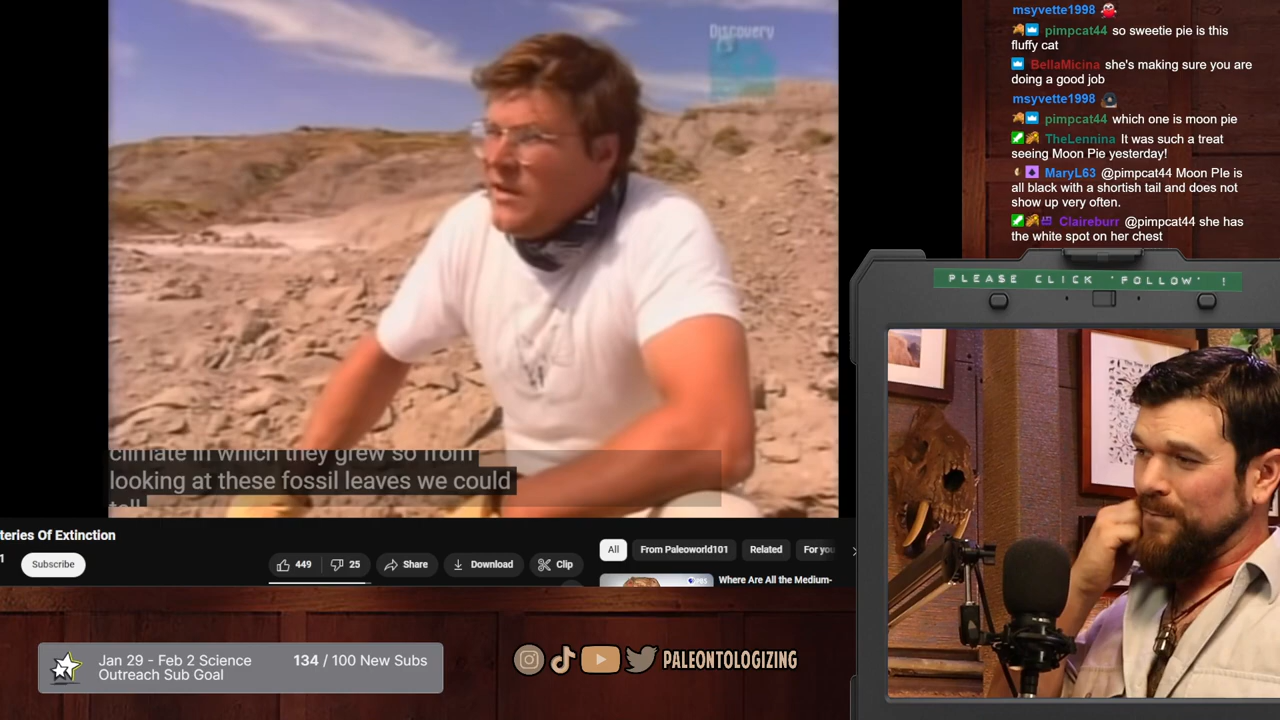 Discovery
climate in which they grew so from
looking at these fossil leaves we could
tell
teries Of Extinction
1
Subscribe
449
25
Share
Download
Clip
All
From Paleoworld101
Related
For you
Where Are All the Medium-
Jan 29 - Feb 2 Science
Outreach Sub Goal
134 / 100 New Subs
PALEONTOLOGIZING
msyvette1998
pimpcat44 so sweetie pie is this
fluffy cat
BellaMicina she's making sure you are
doing a good job
msyvette1998
pimpcat44 which one is moon pie
TheLennina It was such a treat
seeing Moon Pie yesterday!
MaryL63 @pimpcat44 Moon PIe is
all black with a shortish tail and does not
show up very often.
Claireburr @pimpcat44 she has
the white spot on her chest
PLEASE CLICK 'FOLLOW' !